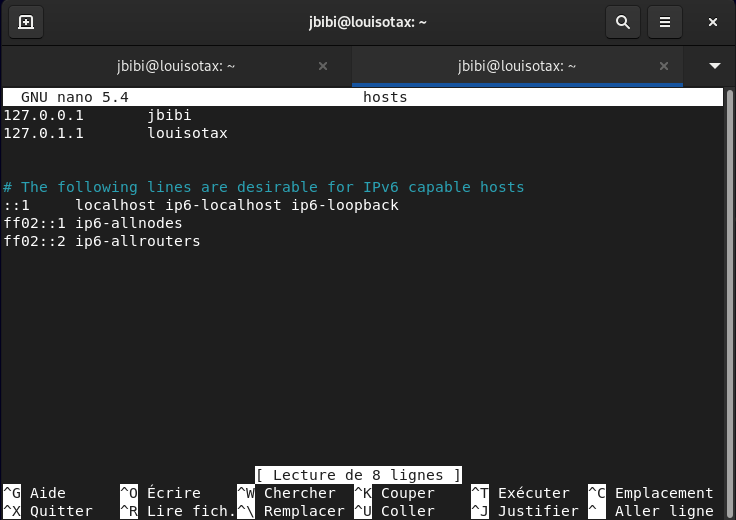 jbibi@louisotax: ~
jbibi@louisotax: ~ × jbibi@louisotax: ~ ×
GNU nano 5.4 hosts
127.0.0.1 jbibi
127.0.1.1 louisotax
# The following lines are desirable for IPv6 capable hosts
::1 localhost ip6-localhost ip6-loopback
ff02::1 ip6-allnodes
ff02::2 ip6-allrouters
[ Lecture de 8 lignes ]
^G Aide ^O Écrire ^W Chercher ^K Couper ^T Exécuter ^C Emplacement
^X Quitter ^R Lire fich. ^\ Remplacer ^U Coller ^J Justifier ^_ Aller ligne